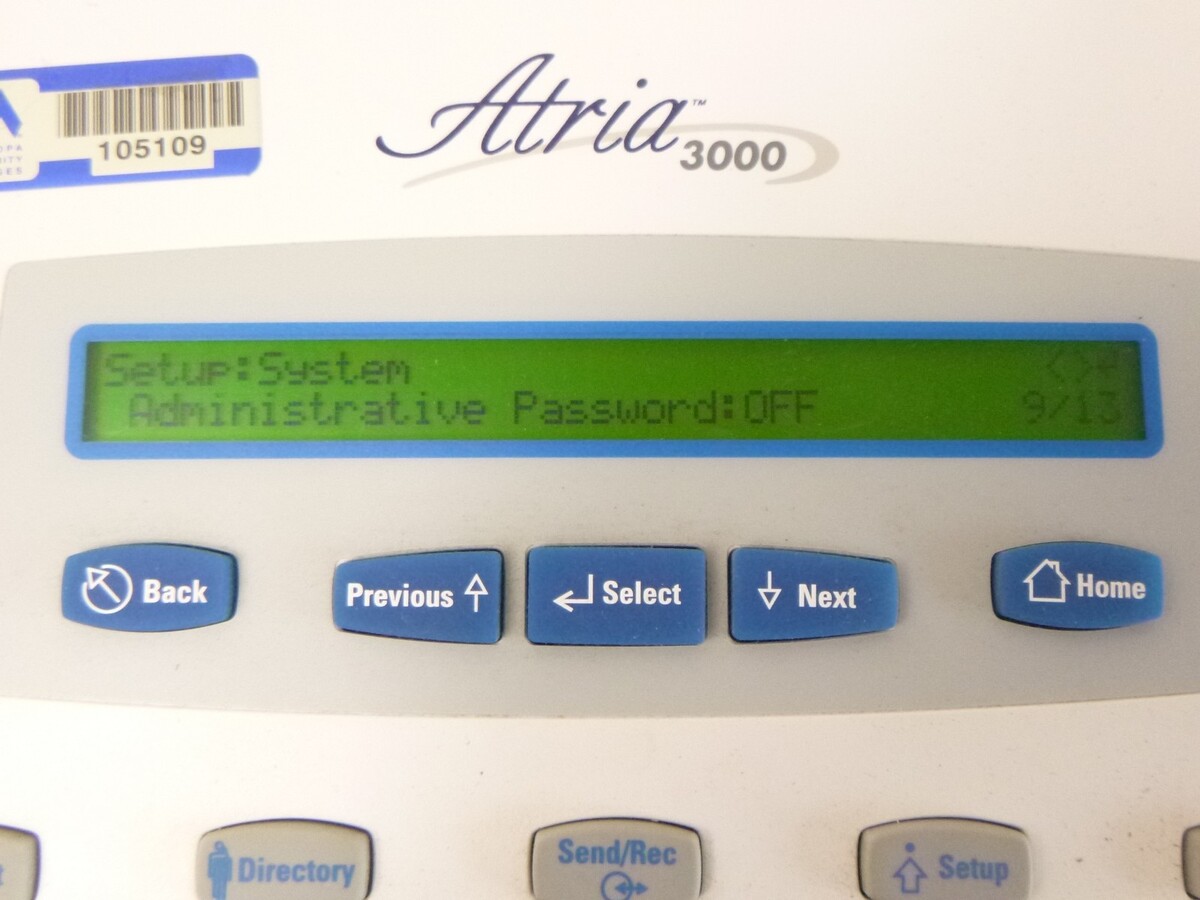 Atria™
3000
105109
Setup:System
Administrative Password:OFF 9/13
Back
Previous
Select
Next
Home
Directory
Send/Rec
Setup